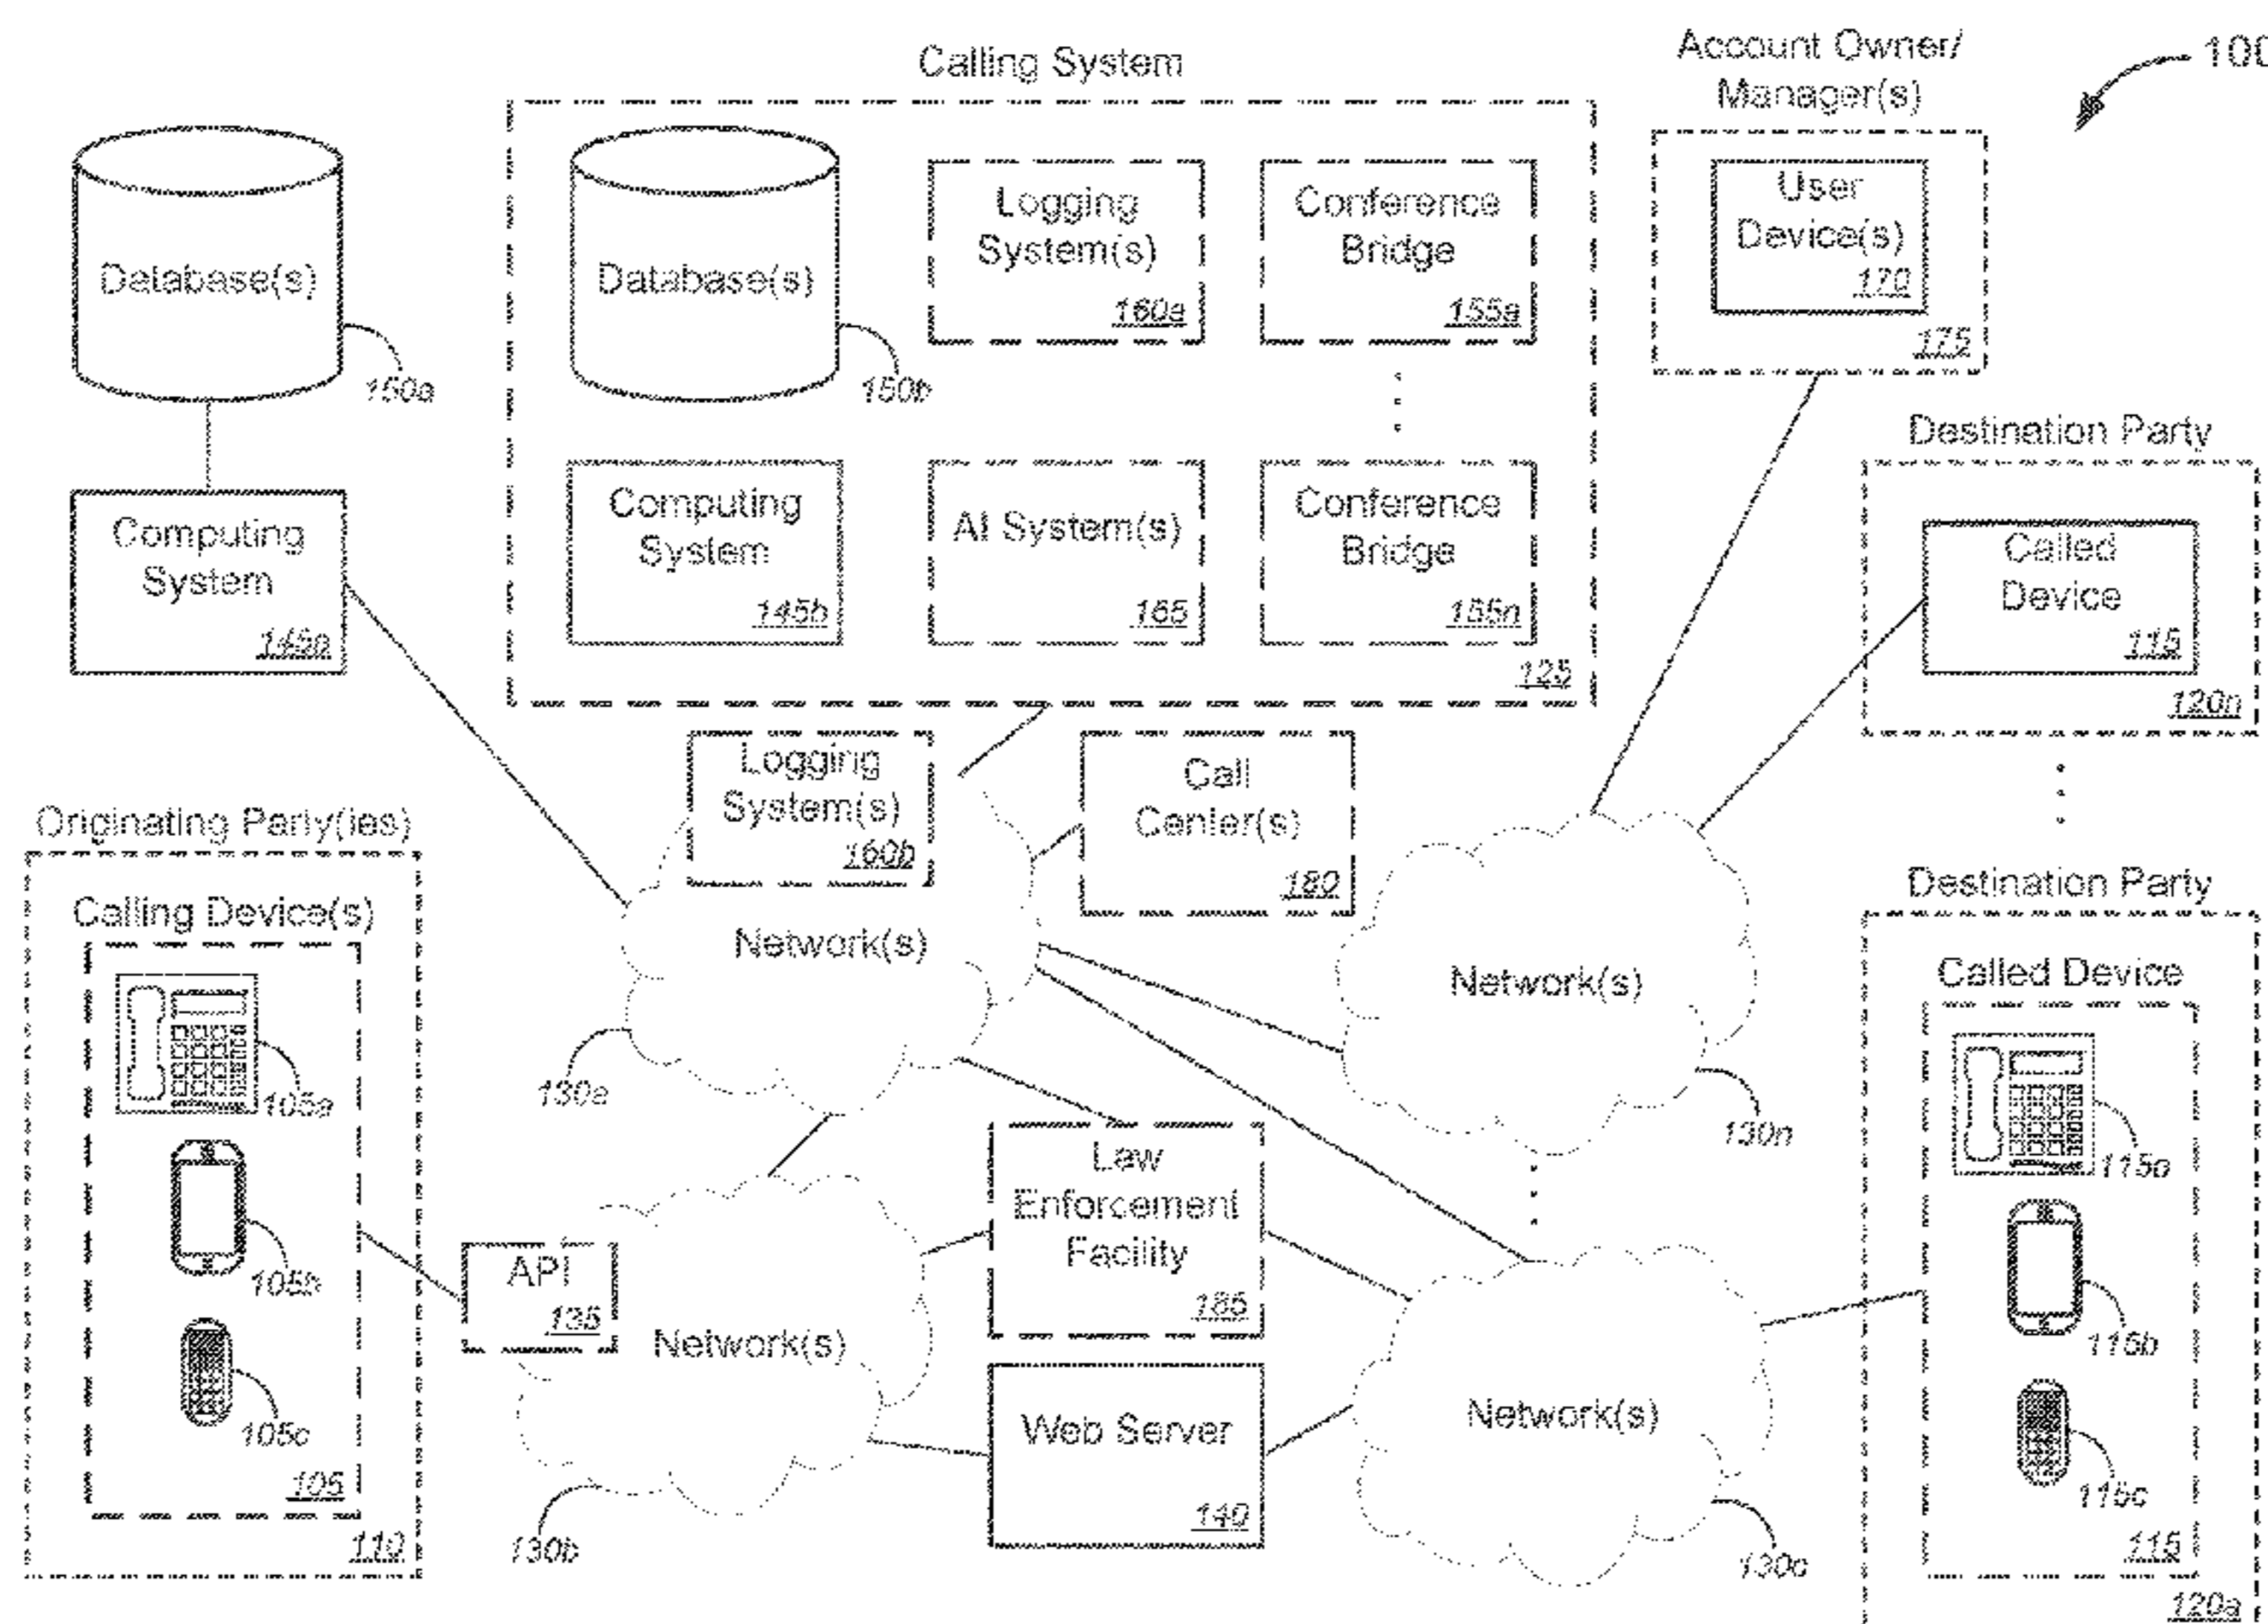 Calling System
Account Owner/
Manager(s)
100
Database(s)
150a
Database(s)
150b
Logging
System(s)
160a
Conference
Bridge
155a
User
Device(s)
170
175
Computing
System
145a
Computing
System
145b
AI System(s)
165
Conference
Bridge
155n
125
Destination Party
Called
Device
115
120n
Logging
System(s)
160b
Call
Center(s)
180
Originating Party(ies)
Calling Device(s)
105a
105b
105c
105
110
Network(s)
130a
Network(s)
130n
API
135
Network(s)
130b
Law
Enforcement
Facility
185
Web Server
140
Network(s)
130c
Destination Party
Called Device
115a
115b
115c
115
120a